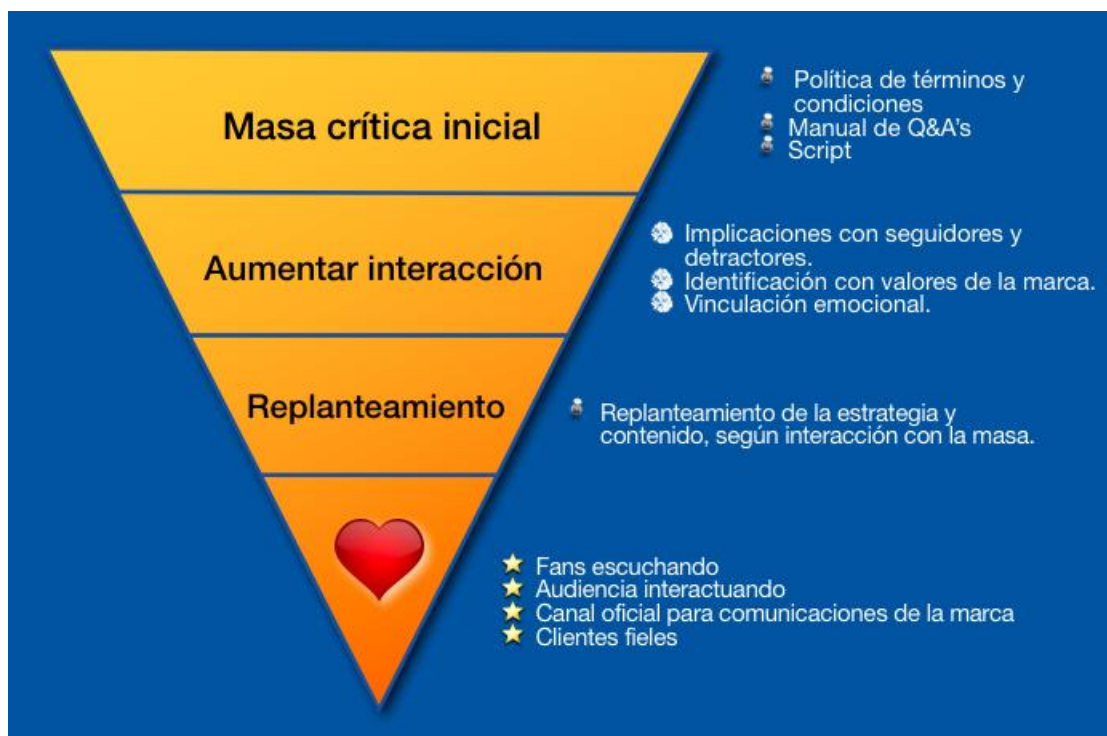 Masa crítica inicial
Política de términos y
condiciones
Manual de Q&A's
Script
Aumentar interacción
Implicaciones con seguidores y
detractores.
Identificación con valores de la marca.
Vinculación emocional.
Replanteamiento
Replanteamiento de la estrategia y
contenido, según interacción con la masa.
Fans escuchando
Audiencia interactuando
Canal oficial para comunicaciones de la marca
Clientes fieles